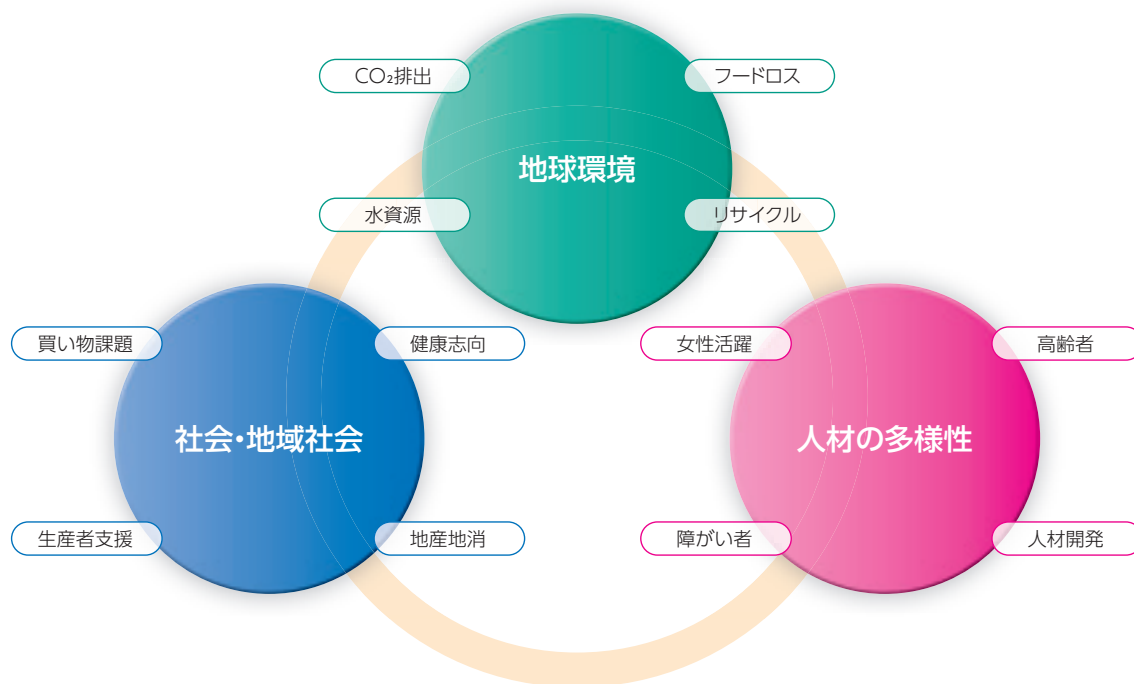 CO₂排出
フードロス
地球環境
水資源
リサイクル
買い物課題
健康志向
社会・地域社会
生産者支援
地産地消
女性活躍
高齢者
人材の多様性
障がい者
人材開発